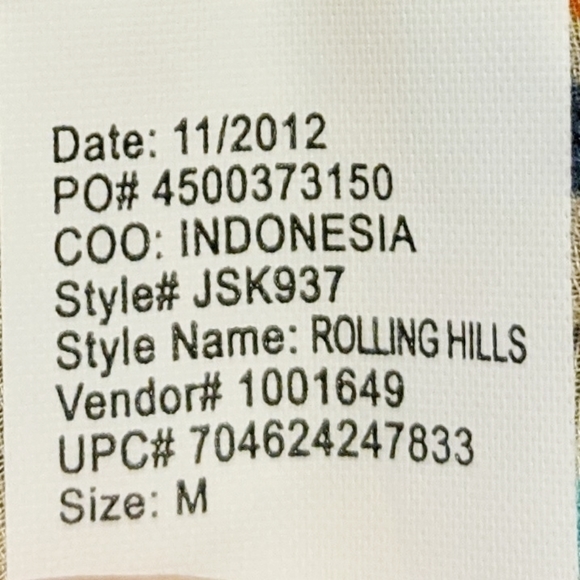 Date: 11/2012
PO# 4500373150
COO: INDONESIA
Style# JSK937
Style Name: ROLLING HILLS
Vendor# 1001649
UPC# 704624247833
Size: M